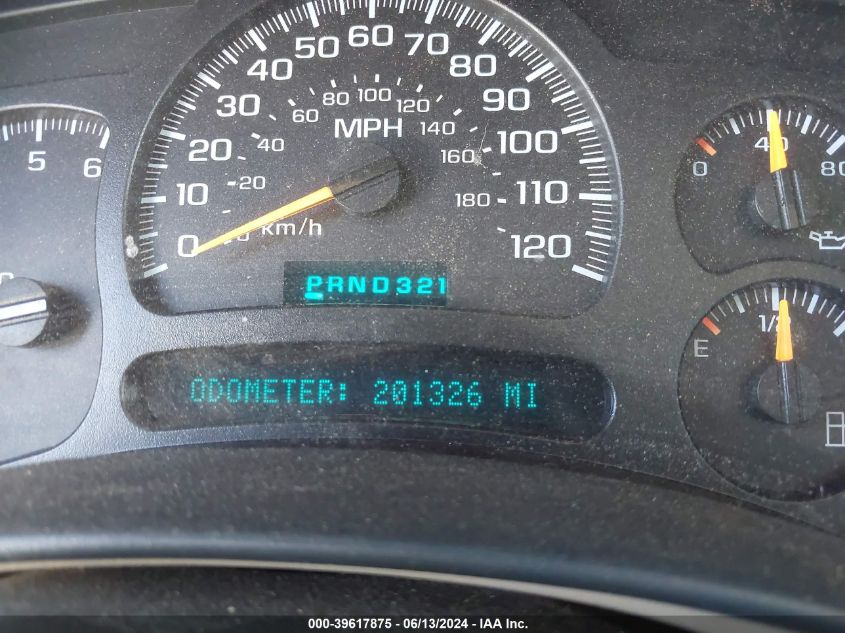 60
50 70
40 80
80 100 120
30 60 90
MPH 140
5 6
20 40 160 100
0 40 80
10 20 180 110
0 km/h 120
PRND321
1/2
E
ODOMETER: 201326 MI
000-39617875 - 06/13/2024 - IAA Inc.